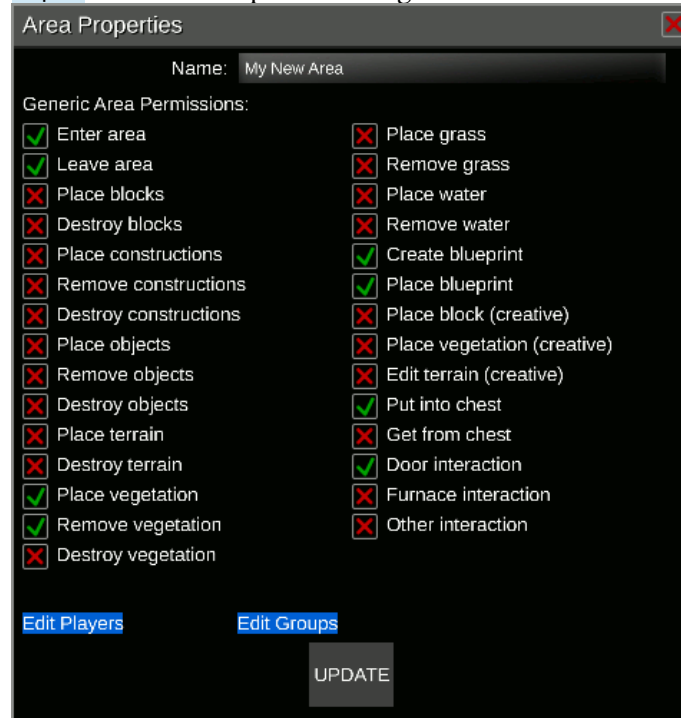 Area Properties
Name: My New Area
Generic Area Permissions:
Enter area
Leave area
Place blocks
Destroy blocks
Place constructions
Remove constructions
Destroy constructions
Place objects
Remove objects
Destroy objects
Place terrain
Destroy terrain
Place vegetation
Remove vegetation
Destroy vegetation
Place grass
Remove grass
Place water
Remove water
Create blueprint
Place blueprint
Place block (creative)
Place vegetation (creative)
Edit terrain (creative)
Put into chest
Get from chest
Door interaction
Furnace interaction
Other interaction
Edit Players
Edit Groups
UPDATE